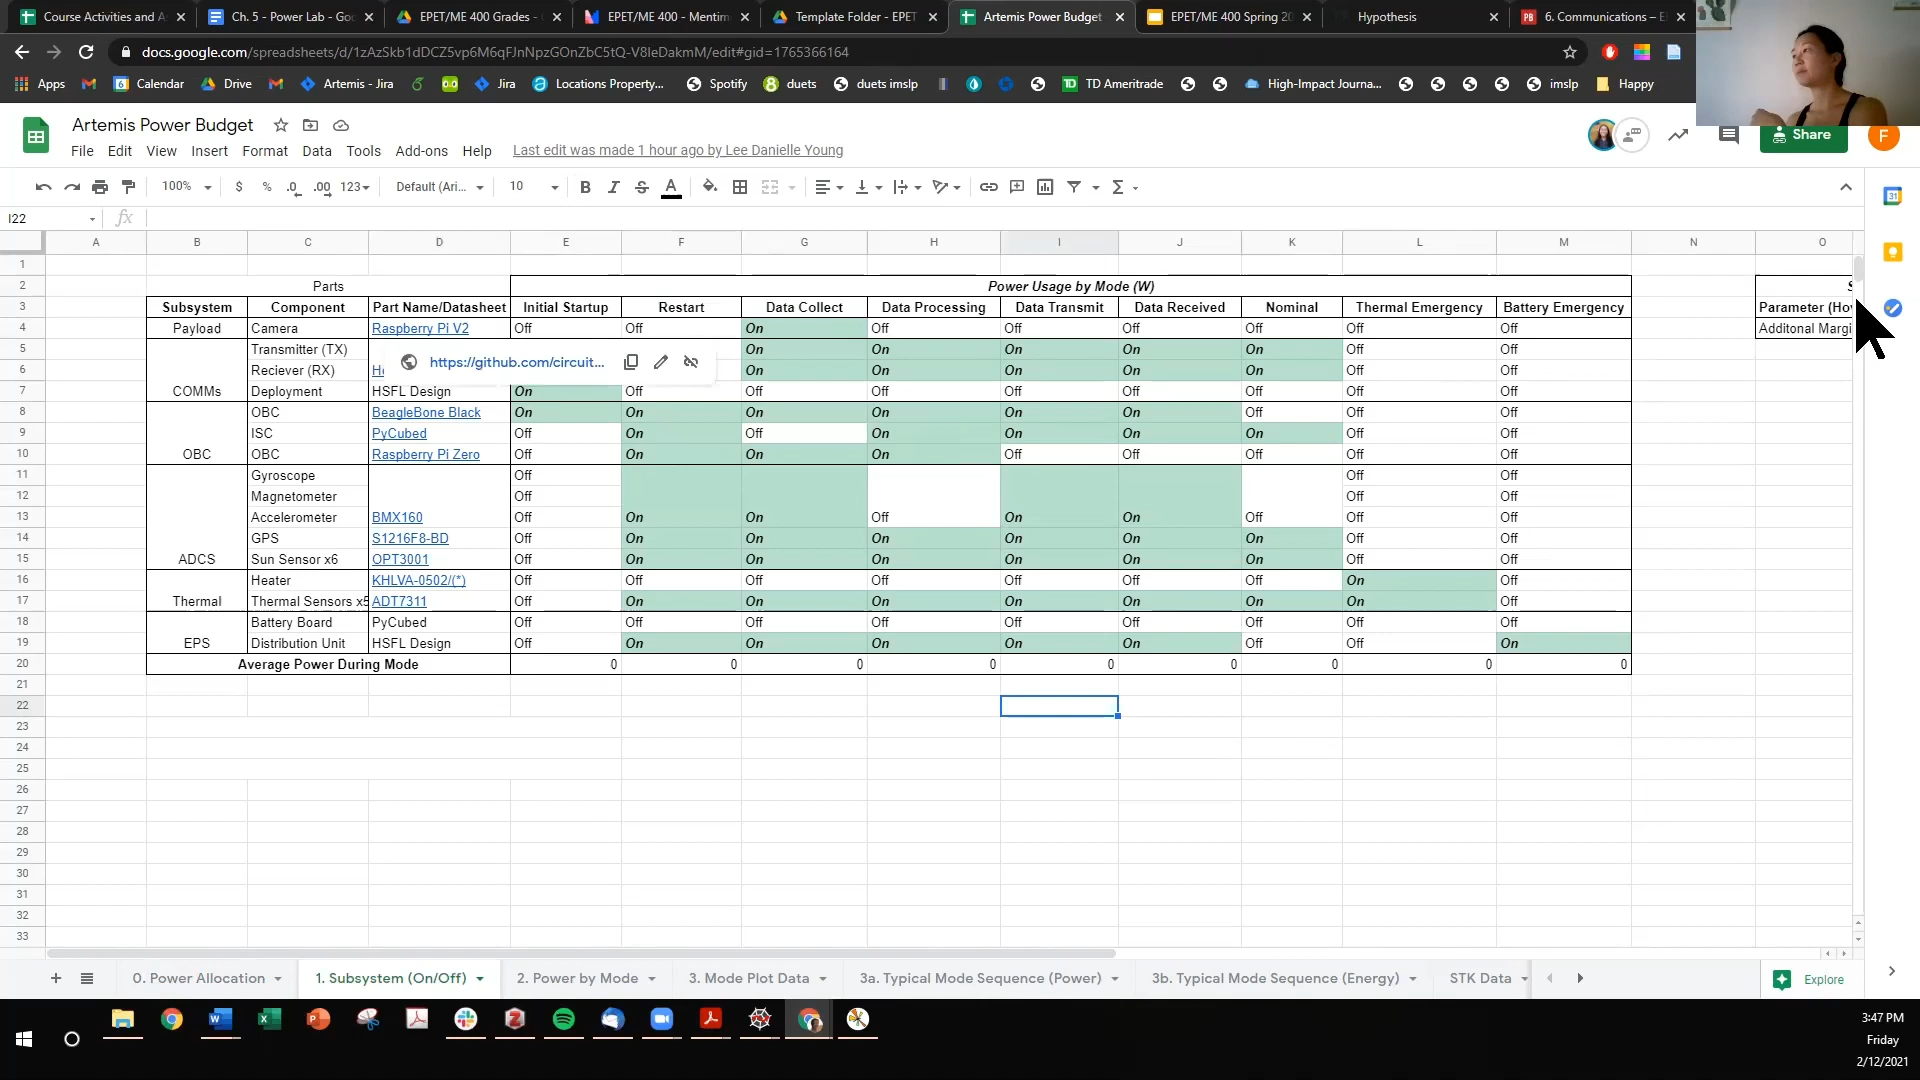 Course Activities and A
Ch. 5 - Power Lab - Goo
EPET/ME 400 Grades -
EPET/ME 400 - Mentim
Template Folder - EPET
Artemis Power Budget
EPET/ME 400 Spring 20
Hypothesis
6. Communications – E
docs.google.com/spreadsheets/d/1zAzSkb1dDCZ5vp6M6qFJnNpzGOnZbC5tQ-V8IeDakmM/edit#gid=1765366164
Apps
Calendar
Drive
Artemis - Jira
Jira
Locations Property...
Spotify
duets
duets imslp
TD Ameritrade
High-Impact Journa...
imslp
Happy
Artemis Power Budget
Share
F
File Edit View Insert Format Data Tools Add-ons Help Last edit was made 1 hour ago by Lee Danielle Young
100% $ % .0 .00 123 Default (Ari... 10 B I S A
I22 fx
A B C D E F G H I J K L M N O
1
2 Parts Power Usage by Mode (W) S
3 Subsystem Component Part Name/Datasheet Initial Startup Restart Data Collect Data Processing Data Transmit Data Received Nominal Thermal Emergency Battery Emergency Parameter (Ho
4 Payload Camera Raspberry Pi V2 Off Off On Off Off Off Off Off Off Additonal Margi
5 Transmitter (TX) On On On On On Off Off
https://github.com/circuit...
6 Reciever (RX) On On On On On Off Off
7 COMMs Deployment HSFL Design On Off Off Off Off Off Off Off Off
8 OBC BeagleBone Black On On On On On On Off Off Off
9 ISC PyCubed Off On Off On On On On Off Off
10 OBC OBC Raspberry Pi Zero Off On On On Off Off Off Off Off
11 Gyroscope Off Off Off
12 Magnetometer Off Off Off
13 Accelerometer BMX160 Off On On Off On On Off Off Off
14 GPS S1216F8-BD Off On On On On On On Off Off
15 ADCS Sun Sensor x6 OPT3001 Off On On On On On On Off Off
16 Heater KHLVA-0502/(*) Off Off Off Off Off Off Off On Off
17 Thermal Thermal Sensors x5 ADT7311 Off On On On On On On On Off
18 Battery Board PyCubed Off Off Off Off Off Off Off Off Off
19 EPS Distribution Unit HSFL Design Off On On On On On Off Off On
20 Average Power During Mode 0 0 0 0 0 0 0 0 0
21
22
23
24
25
26
27
28
29
30
31
32
33
0. Power Allocation
1. Subsystem (On/Off)
2. Power by Mode
3. Mode Plot Data
3a. Typical Mode Sequence (Power)
3b. Typical Mode Sequence (Energy)
STK Data
Explore
3:47 PM
Friday
2/12/2021